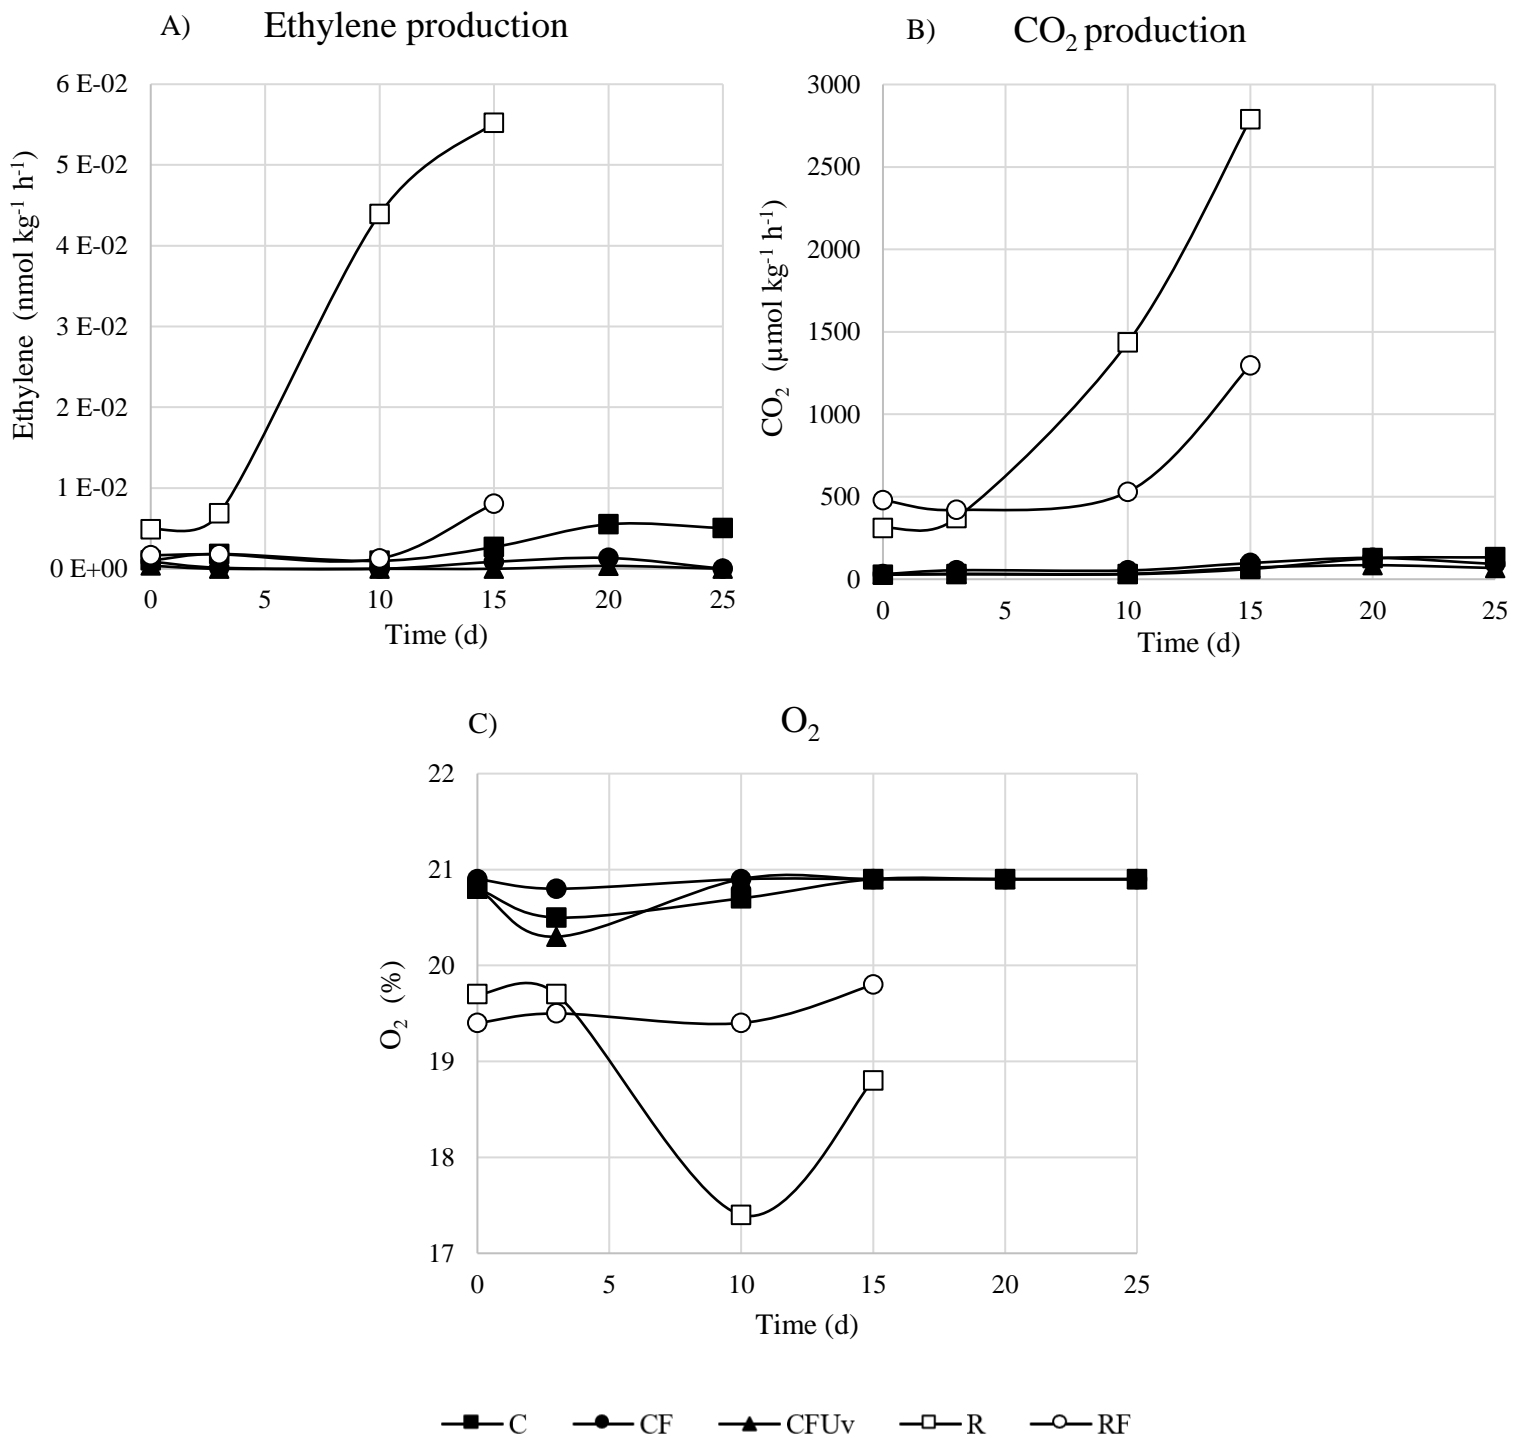 A) Ethylene production
6 E-02
5 E-02
4 E-02
3 E-02
2 E-02
1 E-02
0 E+00
Ethylene (nmol kg-1 h-1)
0 5 10 15 20 25
Time (d)
B) CO2 production
3000
2500
2000
1500
1000
500
0
CO2 (µmol kg-1 h-1)
0 5 10 15 20 25
Time (d)
C) O2
22
21
20
19
18
17
O2 (%)
0 5 10 15 20 25
Time (d)
C CF CFUv R RF